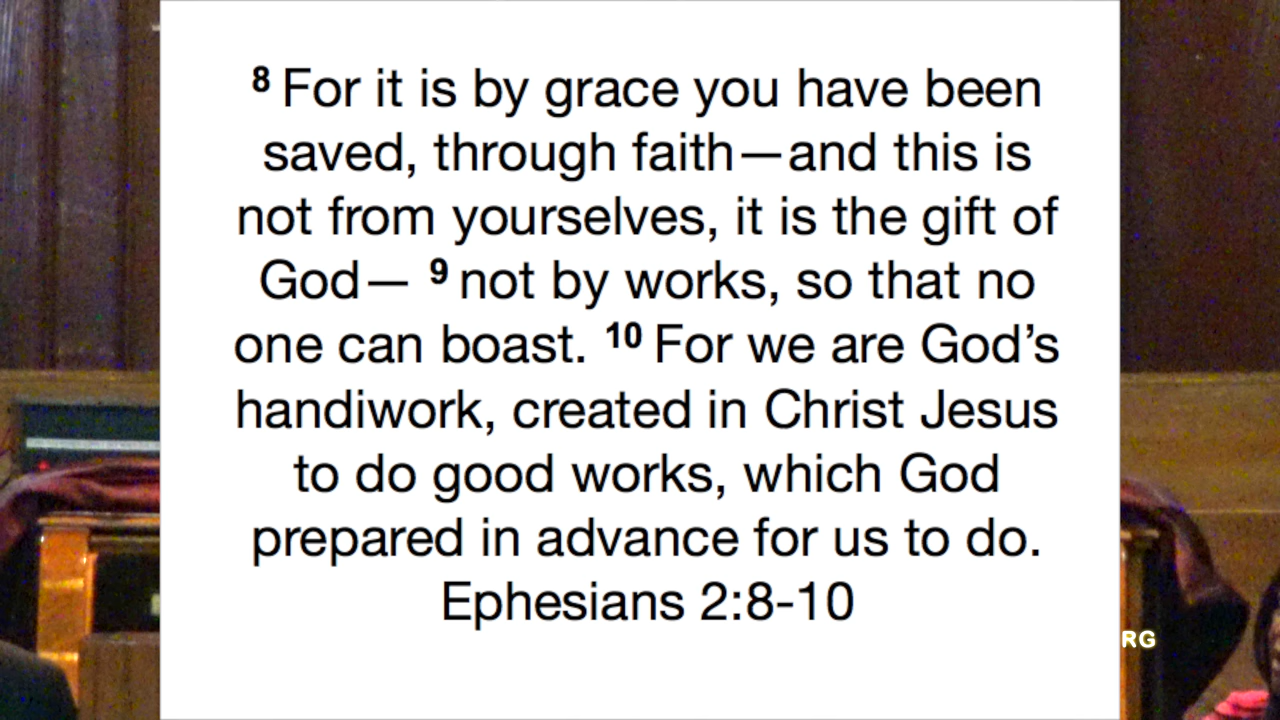 8 For it is by grace you have been
saved, through faith—and this is
not from yourselves, it is the gift of
God— 9 not by works, so that no
one can boast. 10 For we are God’s
handiwork, created in Christ Jesus
to do good works, which God
prepared in advance for us to do.
Ephesians 2:8-10
RG